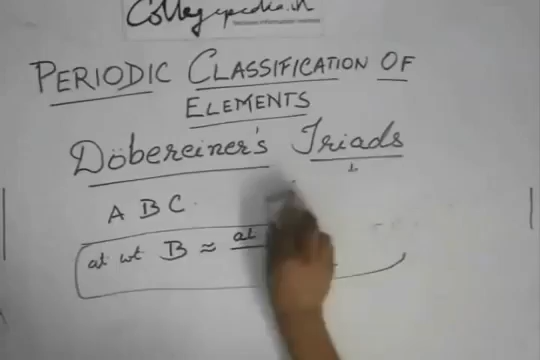 Collegepedia.in
PERIODIC CLASSIFICATION OF
ELEMENTS
Döbereiner's Triads
A B C
at wt B ≈ at